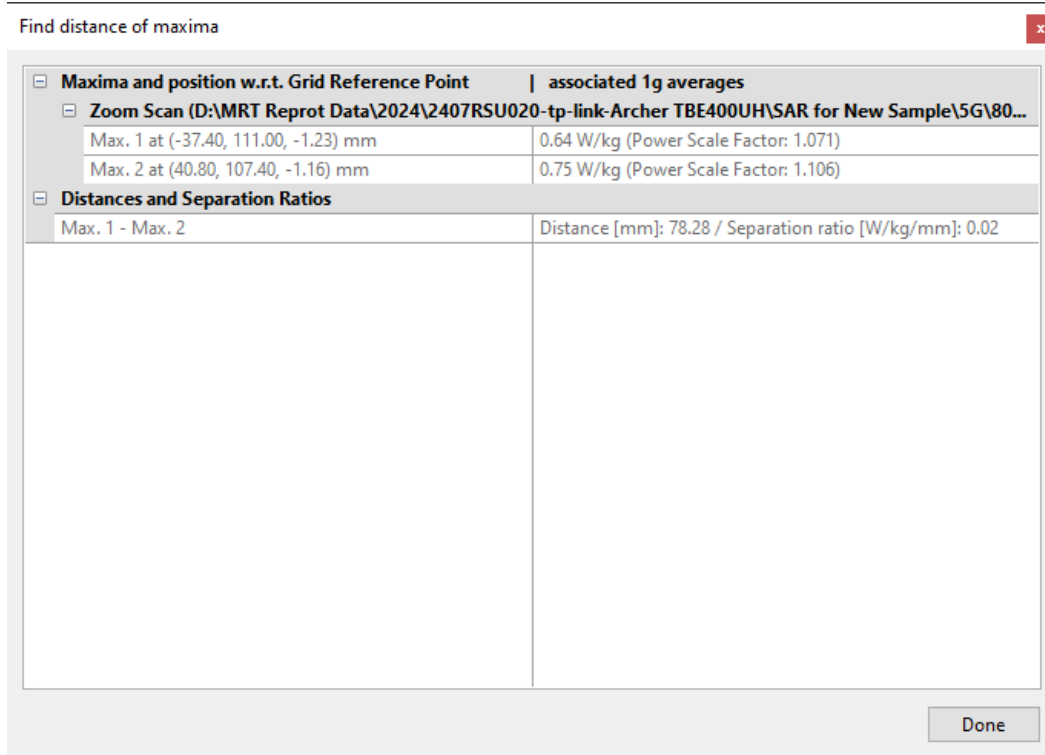 Find distance of maxima
x
Maxima and position w.r.t. Grid Reference Point | associated 1g averages
Zoom Scan (D:\MRT Reprot Data\2024\2407RSU020-tp-link-Archer TBE400UH\SAR for New Sample\5G\80...
Max. 1 at (-37.40, 111.00, -1.23) mm 0.64 W/kg (Power Scale Factor: 1.071)
Max. 2 at (40.80, 107.40, -1.16) mm 0.75 W/kg (Power Scale Factor: 1.106)
Distances and Separation Ratios
Max. 1 - Max. 2 Distance [mm]: 78.28 / Separation ratio [W/kg/mm]: 0.02
Done